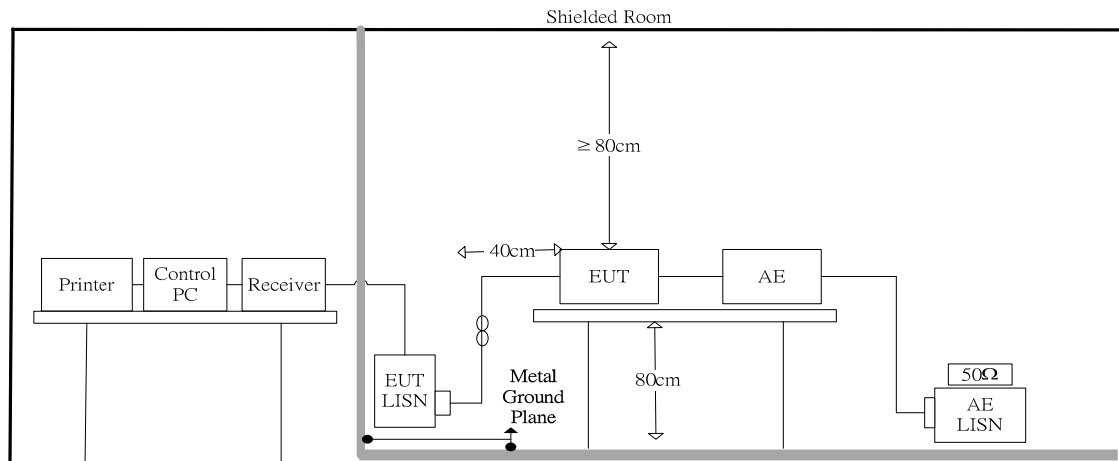 Shielded Room
≥ 80cm
40cm
Printer
Control
PC
Receiver
EUT
AE
EUT
LISN
Metal
Ground
Plane
80cm
50Ω
AE
LISN